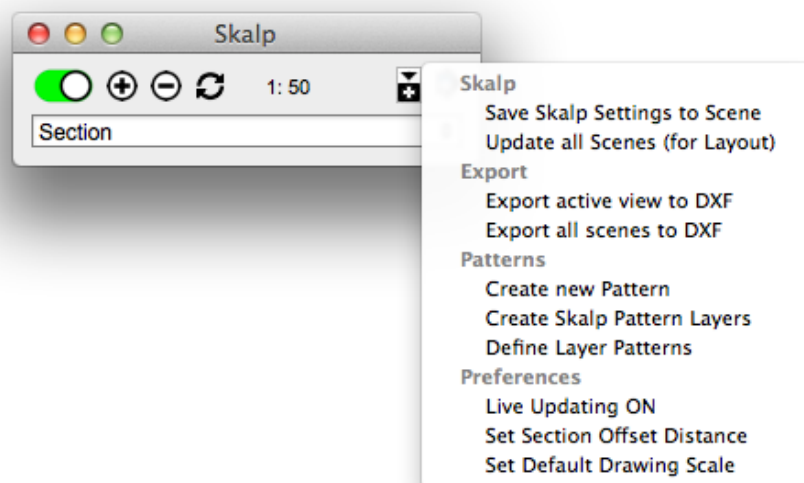 Skalp
1: 50
Section
Skalp
Save Skalp Settings to Scene
Update all Scenes (for Layout)
Export
Export active view to DXF
Export all scenes to DXF
Patterns
Create new Pattern
Create Skalp Pattern Layers
Define Layer Patterns
Preferences
Live Updating ON
Set Section Offset Distance
Set Default Drawing Scale